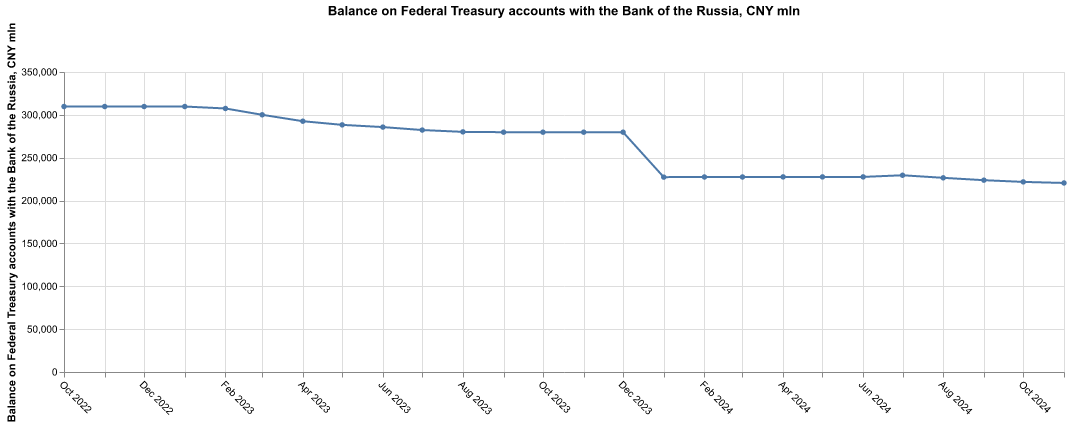 Balance on Federal Treasury accounts with the Bank of the Russia, CNY mln
Balance on Federal Treasury accounts with the Bank of the Russia, CNY mln
350,000
300,000
250,000
200,000
150,000
100,000
50,000
0
Oct 2022
Dec 2022
Feb 2023
Apr 2023
Jun 2023
Aug 2023
Oct 2023
Dec 2023
Feb 2024
Apr 2024
Jun 2024
Aug 2024
Oct 2024